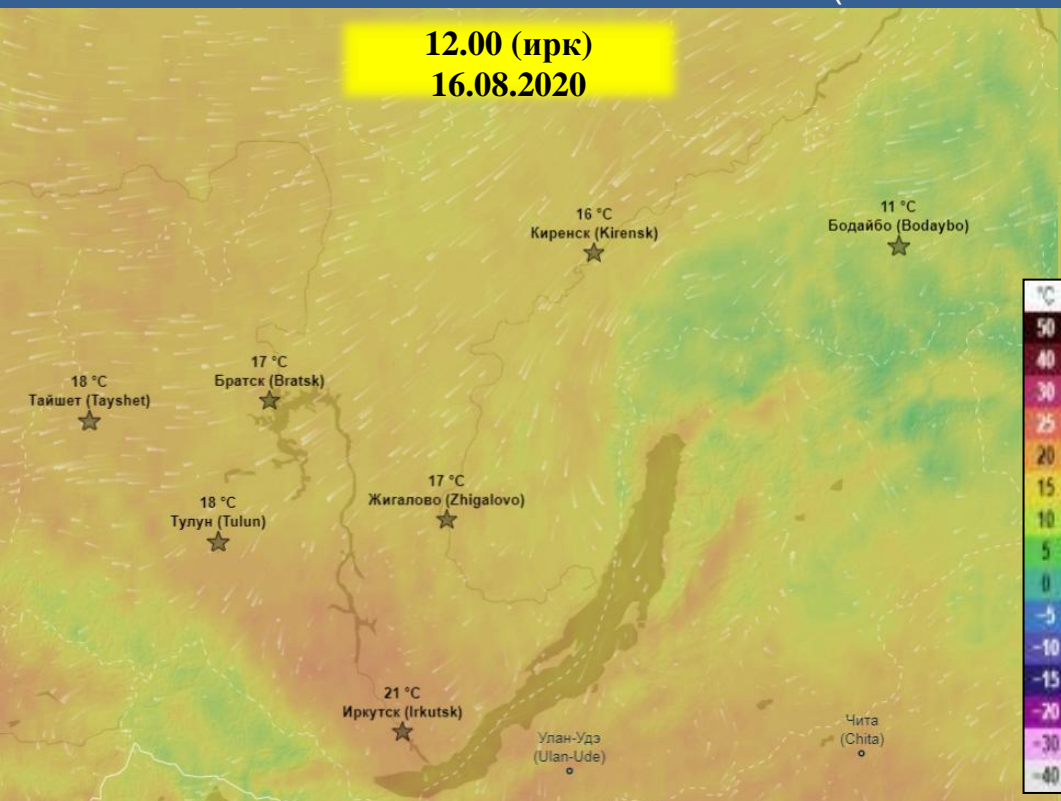 12.00 (ирк)
16.08.2020
11 °C
Бодайбо (Bodaybo)
16 °C
Киренск (Kirensk)
17 °C
Братск (Bratsk)
18 °C
Тайшет (Tayshet)
17 °C
Жигалово (Zhigalovo)
18 °C
Тулун (Tulun)
21 °C
Иркутск (Irkutsk)
Улан-Удэ
(Ulan-Ude)
Чита
(Chita)
°C
50
40
30
25
20
15
10
5
0
-5
-10
-15
-20
-30
-40